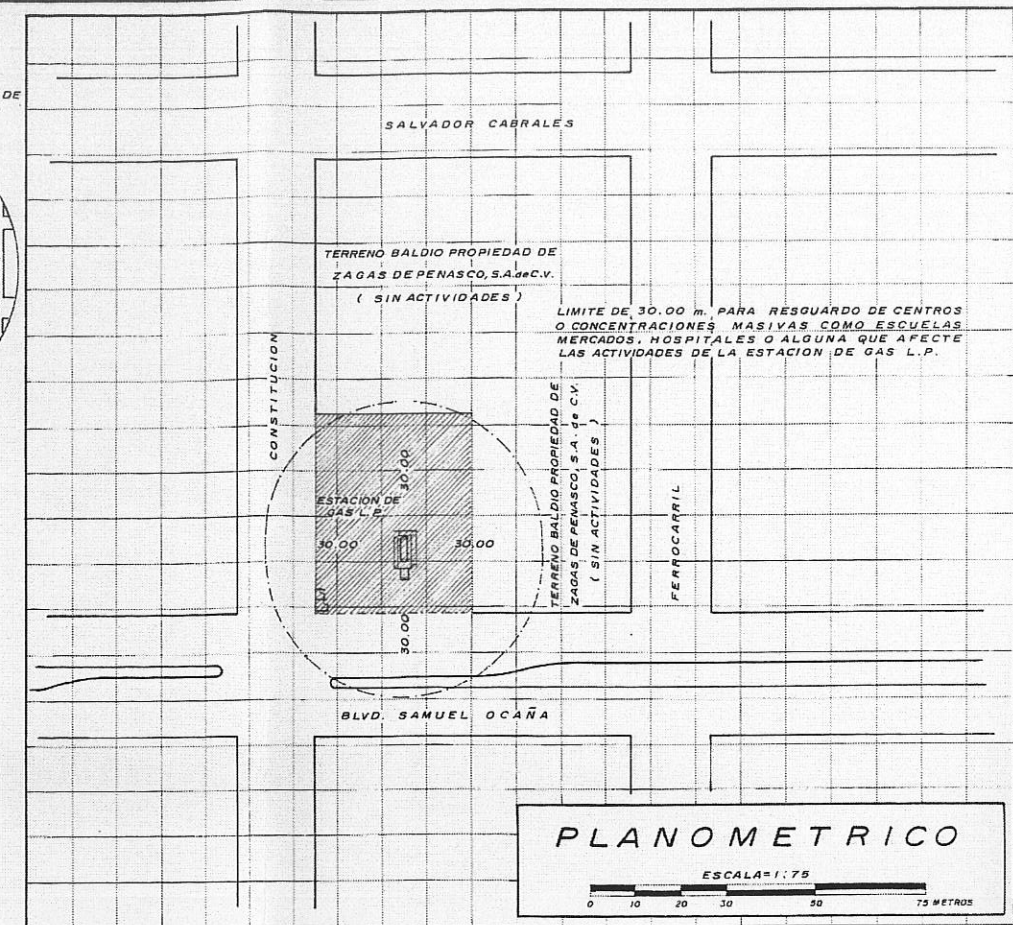 DE
SALVADOR CABRALES
TERRENO BALDIO PROPIEDAD DE
ZAGAS DE PENASCO, S.A. de C.V.
( SIN ACTIVIDADES )
LIMITE DE 30.00 m. PARA RESGUARDO DE CENTROS
O CONCENTRACIONES MASIVAS COMO ESCUELAS
MERCADOS, HOSPITALES O ALGUNA QUE AFECTE
LAS ACTIVIDADES DE LA ESTACION DE GAS L.P.
CONSTITUCION
TERRENO BALDIO PROPIEDAD DE
ZAGAS DE PENASCO, S.A. de C.V.
( SIN ACTIVIDADES )
FERROCARRIL
30.00
ESTACION DE
GAS L.P.
30.00
30.00
30.00
BLVD. SAMUEL OCAÑA
PLANOMETRICO
ESCALA=1:75
0 10 20 30 50 75 METROS